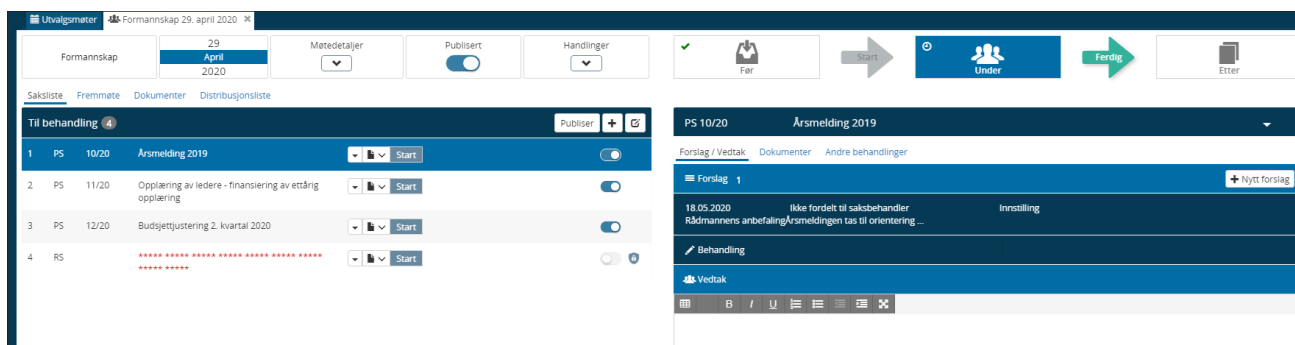 Utvalgsmøter Formannskap 29. april 2020
Formannskap
29
April
2020
Møtedetaljer
Publisert
Handlinger
Før
Start
Under
Ferdig
Etter
Saksliste Fremmøte Dokumenter Distribusjonsliste
Til behandling 4 Publiser
1 PS 10/20 Årsmelding 2019 Start
2 PS 11/20 Opplæring av ledere - finansiering av ettårig
opplæring Start
3 PS 12/20 Budsjettjustering 2. kvartal 2020 Start
4 RS ***** ***** ***** ***** ***** ***** *****
***** ***** Start
PS 10/20 Årsmelding 2019
Forslag / Vedtak Dokumenter Andre behandlinger
Forslag 1 Nytt forslag
18.05.2020 Ikke fordelt til saksbehandler Innstilling
Rådmannens anbefalingÅrsmeldingen tas til orientering ...
Behandling
Vedtak
B I U